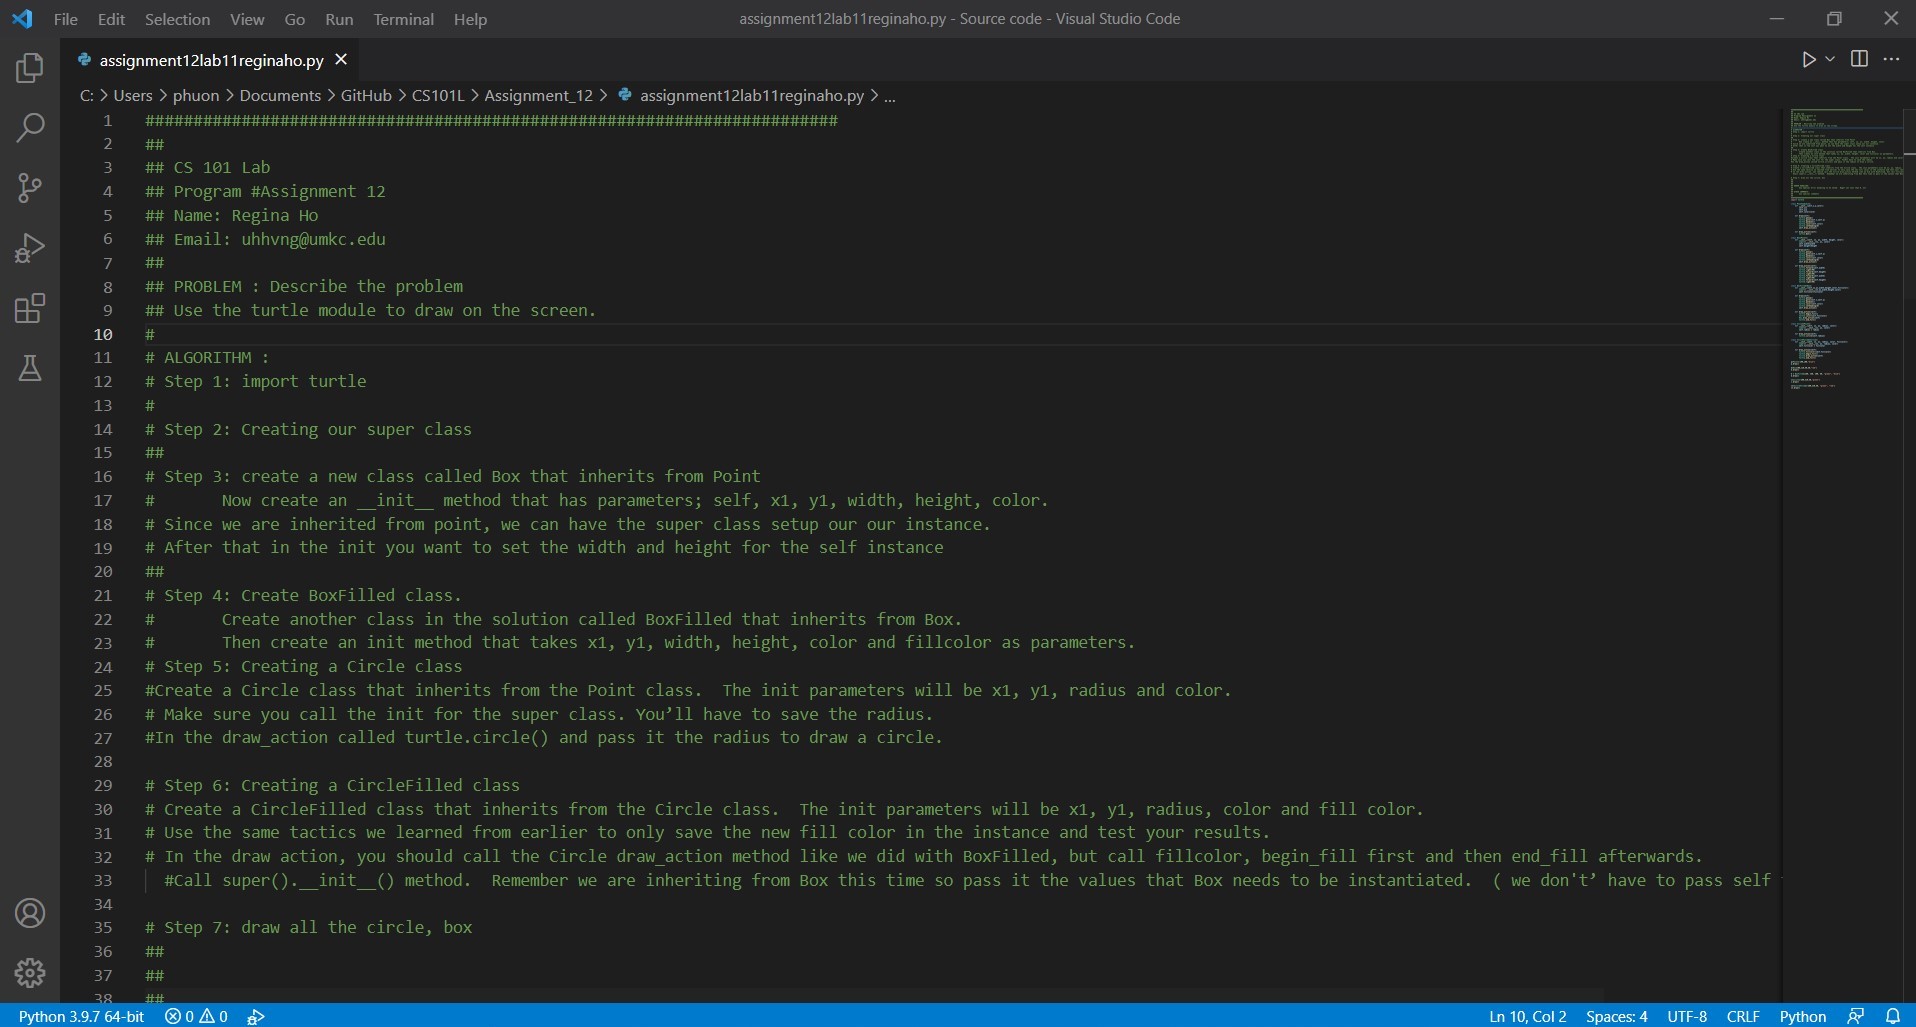 File Edit Selection View Go Run Terminal Help assignment12lab11reginaho.py - Source code - Visual Studio Code
assignment12lab11reginaho.py
C: > Users > phuon > Documents > GitHub > CS101L > Assignment_12 > assignment12lab11reginaho.py > ...
1 ########################################################################
2 ##
3 ## CS 101 Lab
4 ## Program #Assignment 12
5 ## Name: Regina Ho
6 ## Email: uhhvng@umkc.edu
7 ##
8 ## PROBLEM : Describe the problem
9 ## Use the turtle module to draw on the screen.
10 #
11 # ALGORITHM :
12 # Step 1: import turtle
13 #
14 # Step 2: Creating our super class
15 ##
16 # Step 3: create a new class called Box that inherits from Point
17 #       Now create an __init__ method that has parameters; self, x1, y1, width, height, color.
18 # Since we are inherited from point, we can have the super class setup our our instance.
19 # After that in the init you want to set the width and height for the self instance
20 ##
21 # Step 4: Create BoxFilled class.
22 #       Create another class in the solution called BoxFilled that inherits from Box.
23 #       Then create an init method that takes x1, y1, width, height, color and fillcolor as parameters.
24 # Step 5: Creating a Circle class
25 #Create a Circle class that inherits from the Point class.  The init parameters will be x1, y1, radius and color.
26 # Make sure you call the init for the super class. You’ll have to save the radius.
27 #In the draw_action called turtle.circle() and pass it the radius to draw a circle.
28
29 # Step 6: Creating a CircleFilled class
30 # Create a CircleFilled class that inherits from the Circle class.  The init parameters will be x1, y1, radius, color and fill color.
31 # Use the same tactics we learned from earlier to only save the new fill color in the instance and test your results.
32 # In the draw action, you should call the Circle draw_action method like we did with BoxFilled, but call fillcolor, begin_fill first and then end_fill afterwards.
33   #Call super().__init__() method.  Remember we are inheriting from Box this time so pass it the values that Box needs to be instantiated.  ( we don't’ have to pass self
34
35 # Step 7: draw all the circle, box
36 ##
37 ##
38 ##
Python 3.9.7 64-bit 0 0 Ln 10, Col 2 Spaces: 4 UTF-8 CRLF Python